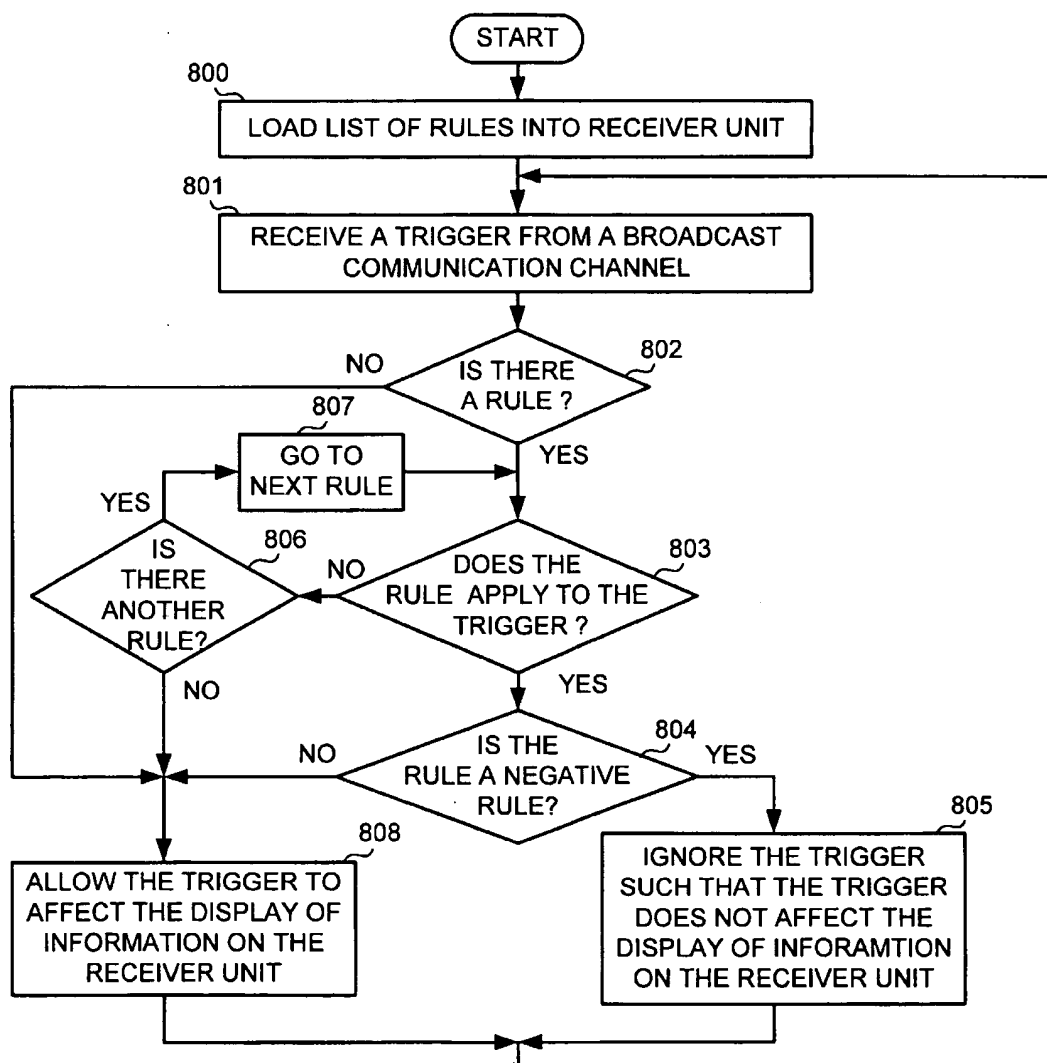 START
800
LOAD LIST OF RULES INTO RECEIVER UNIT
801
RECEIVE A TRIGGER FROM A BROADCAST
COMMUNICATION CHANNEL
802
NO
IS THERE
A RULE ?
YES
807
GO TO
NEXT RULE
YES
806
IS
THERE
ANOTHER
RULE?
NO
803
NO
DOES THE
RULE APPLY TO THE
TRIGGER ?
YES
804
NO
IS THE
RULE A NEGATIVE
RULE?
YES
808
ALLOW THE TRIGGER TO
AFFECT THE DISPLAY OF
INFORMATION ON THE
RECEIVER UNIT
805
IGNORE THE TRIGGER
SUCH THAT THE TRIGGER
DOES NOT AFFECT THE
DISPLAY OF INFORAMTION
ON THE RECEIVER UNIT